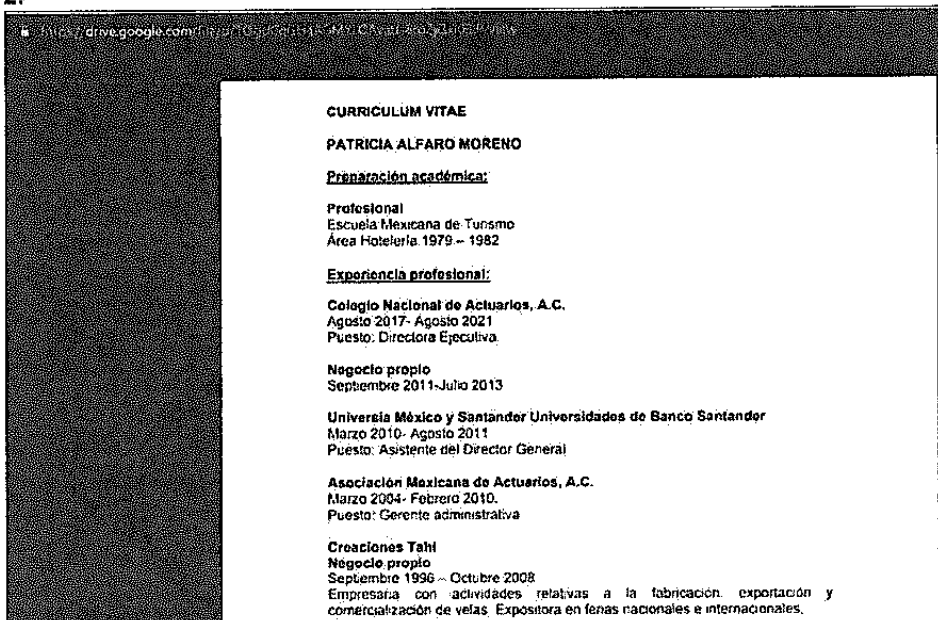 drive.google.com
CURRICULUM VITAE
PATRICIA ALFARO MORENO
Preparación académica:
Profesional
Escuela Mexicana de Turismo
Área Hotelería 1979 – 1982
Experiencia profesional:
Colegio Nacional de Actuarios, A.C.
Agosto 2017- Agosto 2021
Puesto: Directora Ejecutiva.
Negocio propio
Septiembre 2011-Julio 2013
Universia México y Santander Universidades de Banco Santander
Marzo 2010- Agosto 2011
Puesto: Asistente del Director General
Asociación Mexicana de Actuarios, A.C.
Marzo 2004- Febrero 2010.
Puesto: Gerente administrativa
Creaciones Tahl
Negocio propio
Septiembre 1996 – Octubre 2008
Empresaria con actividades relativas a la fabricación, exportación y
comercialización de velas. Expositora en ferias nacionales e internacionales.